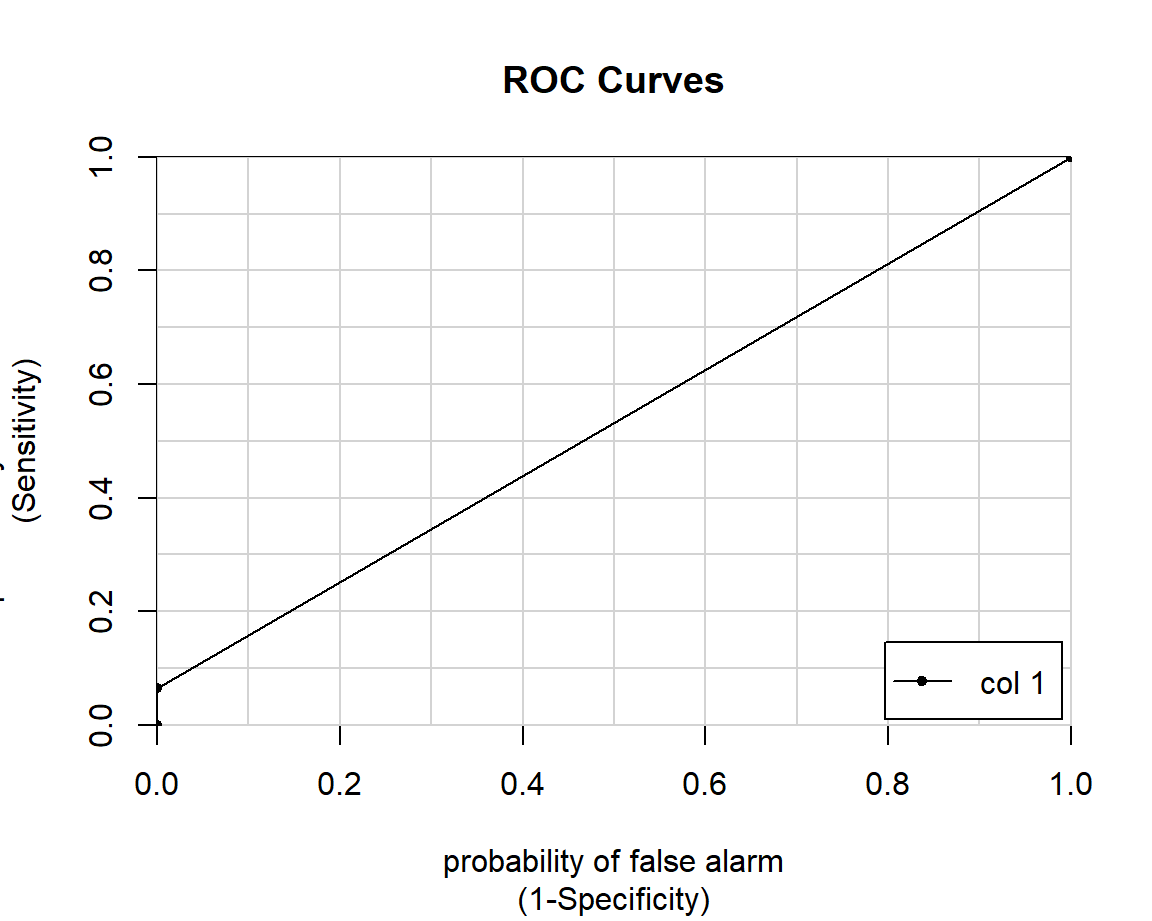 ROC Curves
(Sensitivity)
1.0
0.8
0.6
0.4
0.2
0.0
col 1
0.0 0.2 0.4 0.6 0.8 1.0
probability of false alarm
(1-Specificity)